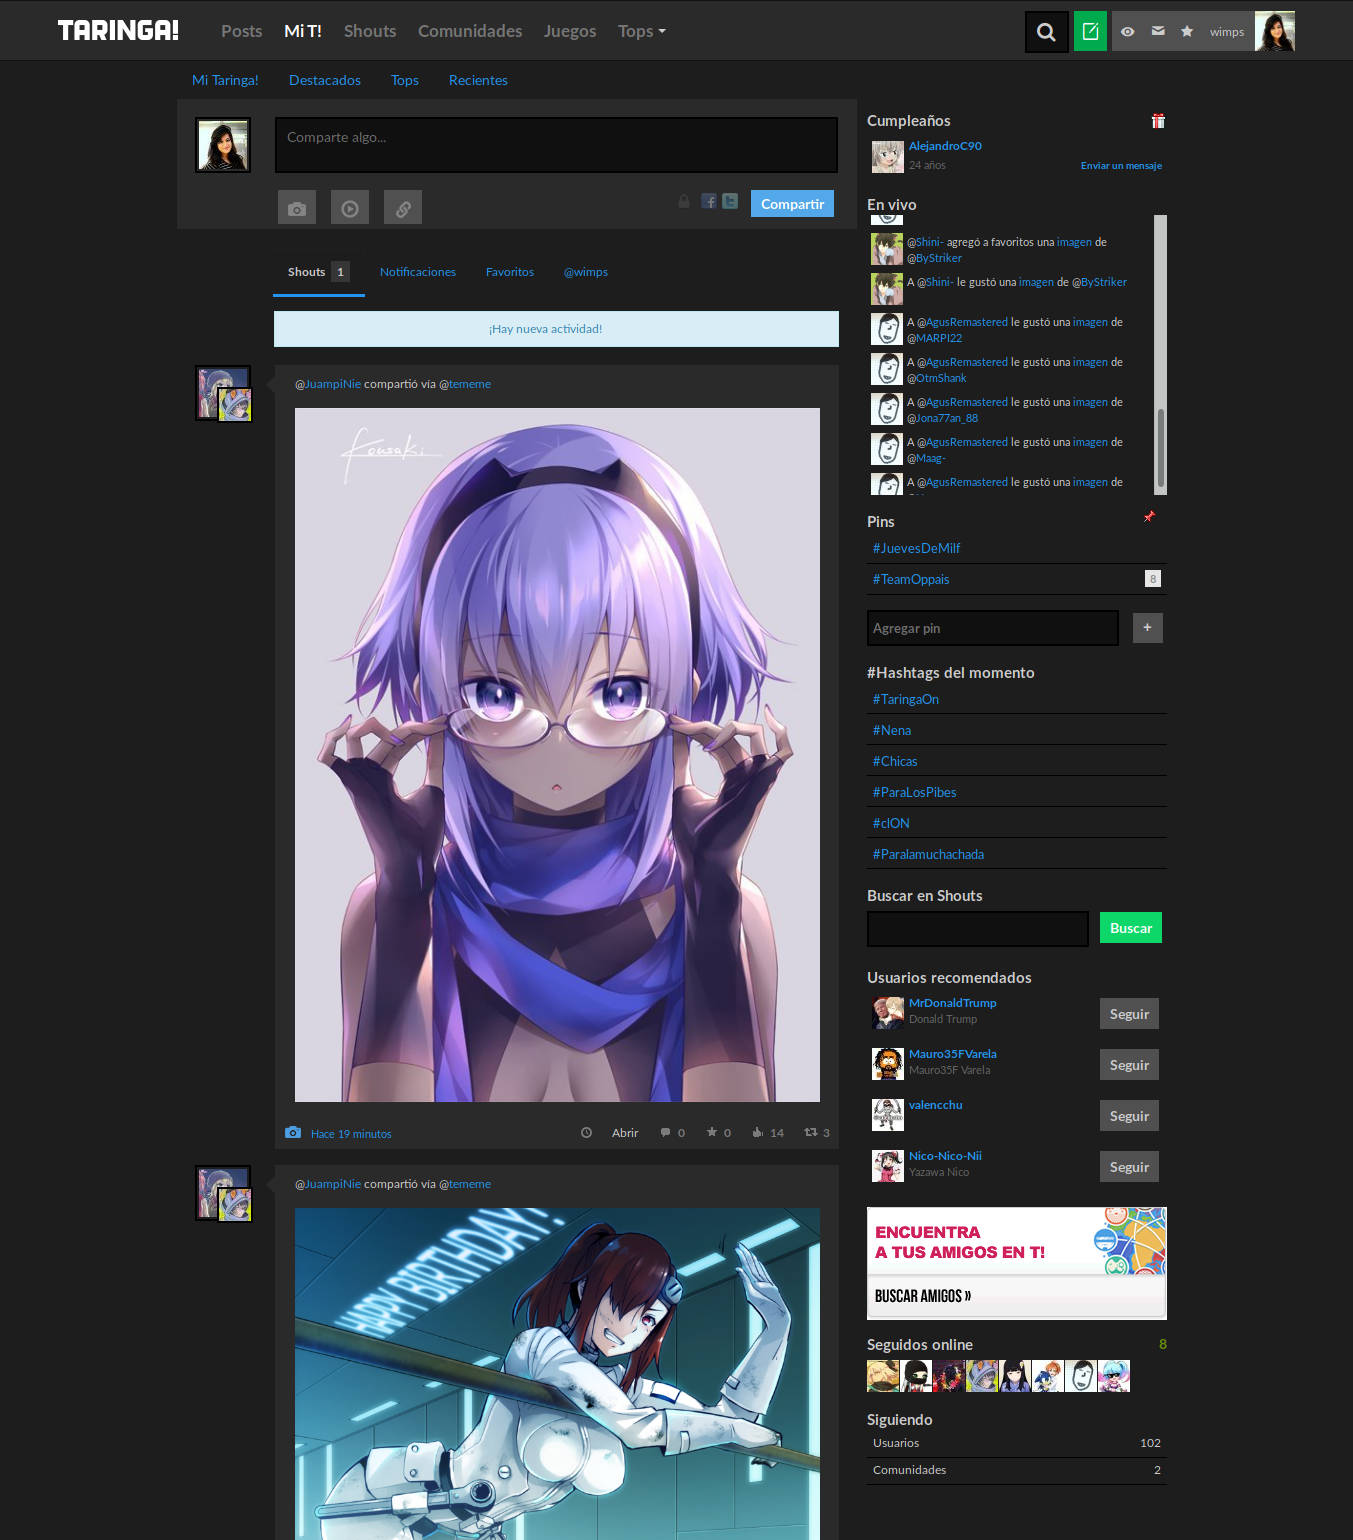 TARINGA! Posts Mi T! Shouts Comunidades Juegos Tops wimps
Mi Taringa! Destacados Tops Recientes
Comparte algo...
Compartir
Shouts 1 Notificaciones Favoritos @wimps
¡Hay nueva actividad!
@JuampiNie compartió vía @tememe
Kousaki
Hace 19 minutos Abrir 0 0 14 3
@JuampiNie compartió vía @tememe
HAPPY BIRTHDAY!
Cumpleaños
AlejandroC90
24 años Enviar un mensaje
En vivo
@Shini- agregó a favoritos una imagen de
@ByStriker
A @Shini- le gustó una imagen de @ByStriker
A @AgusRemastered le gustó una imagen de
@MARPI22
A @AgusRemastered le gustó una imagen de
@OtmShank
A @AgusRemastered le gustó una imagen de
@Jona77an_88
A @AgusRemastered le gustó una imagen de
@Maag-
A @AgusRemastered le gustó una imagen de
Pins
#JuevesDeMilf
#TeamOppais 8
Agregar pin +
#Hashtags del momento
#TaringaOn
#Nena
#Chicas
#ParaLosPibes
#clON
#Paralamuchachada
Buscar en Shouts
Buscar
Usuarios recomendados
MrDonaldTrump
Donald Trump
Seguir
Mauro35FVarela
Mauro35F Varela
Seguir
valencchu
Seguir
Nico-Nico-Nii
Yazawa Nico
Seguir
ENCUENTRA
A TUS AMIGOS EN T!
BUSCAR AMIGOS »
Seguidos online 8
Siguiendo
Usuarios 102
Comunidades 2